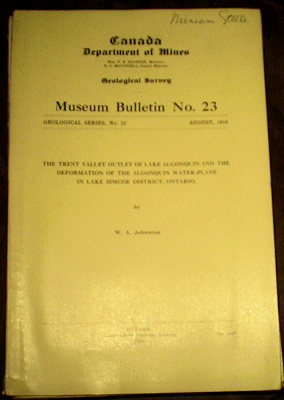 Canada
Department of Mines
Geological Survey
Museum Bulletin No. 23
GEOLOGICAL SERIES, No. 32 AUGUST,
THE TRENT VALLEY OUTLET OF LAKE ALGONQUIN AND THE
DEFORMATION OF THE ALGONQUIN WATER-PLANE
IN LAKE SIMCOE DISTRICT, ONTARIO.
by
W. A. Johnston
OTTAWA